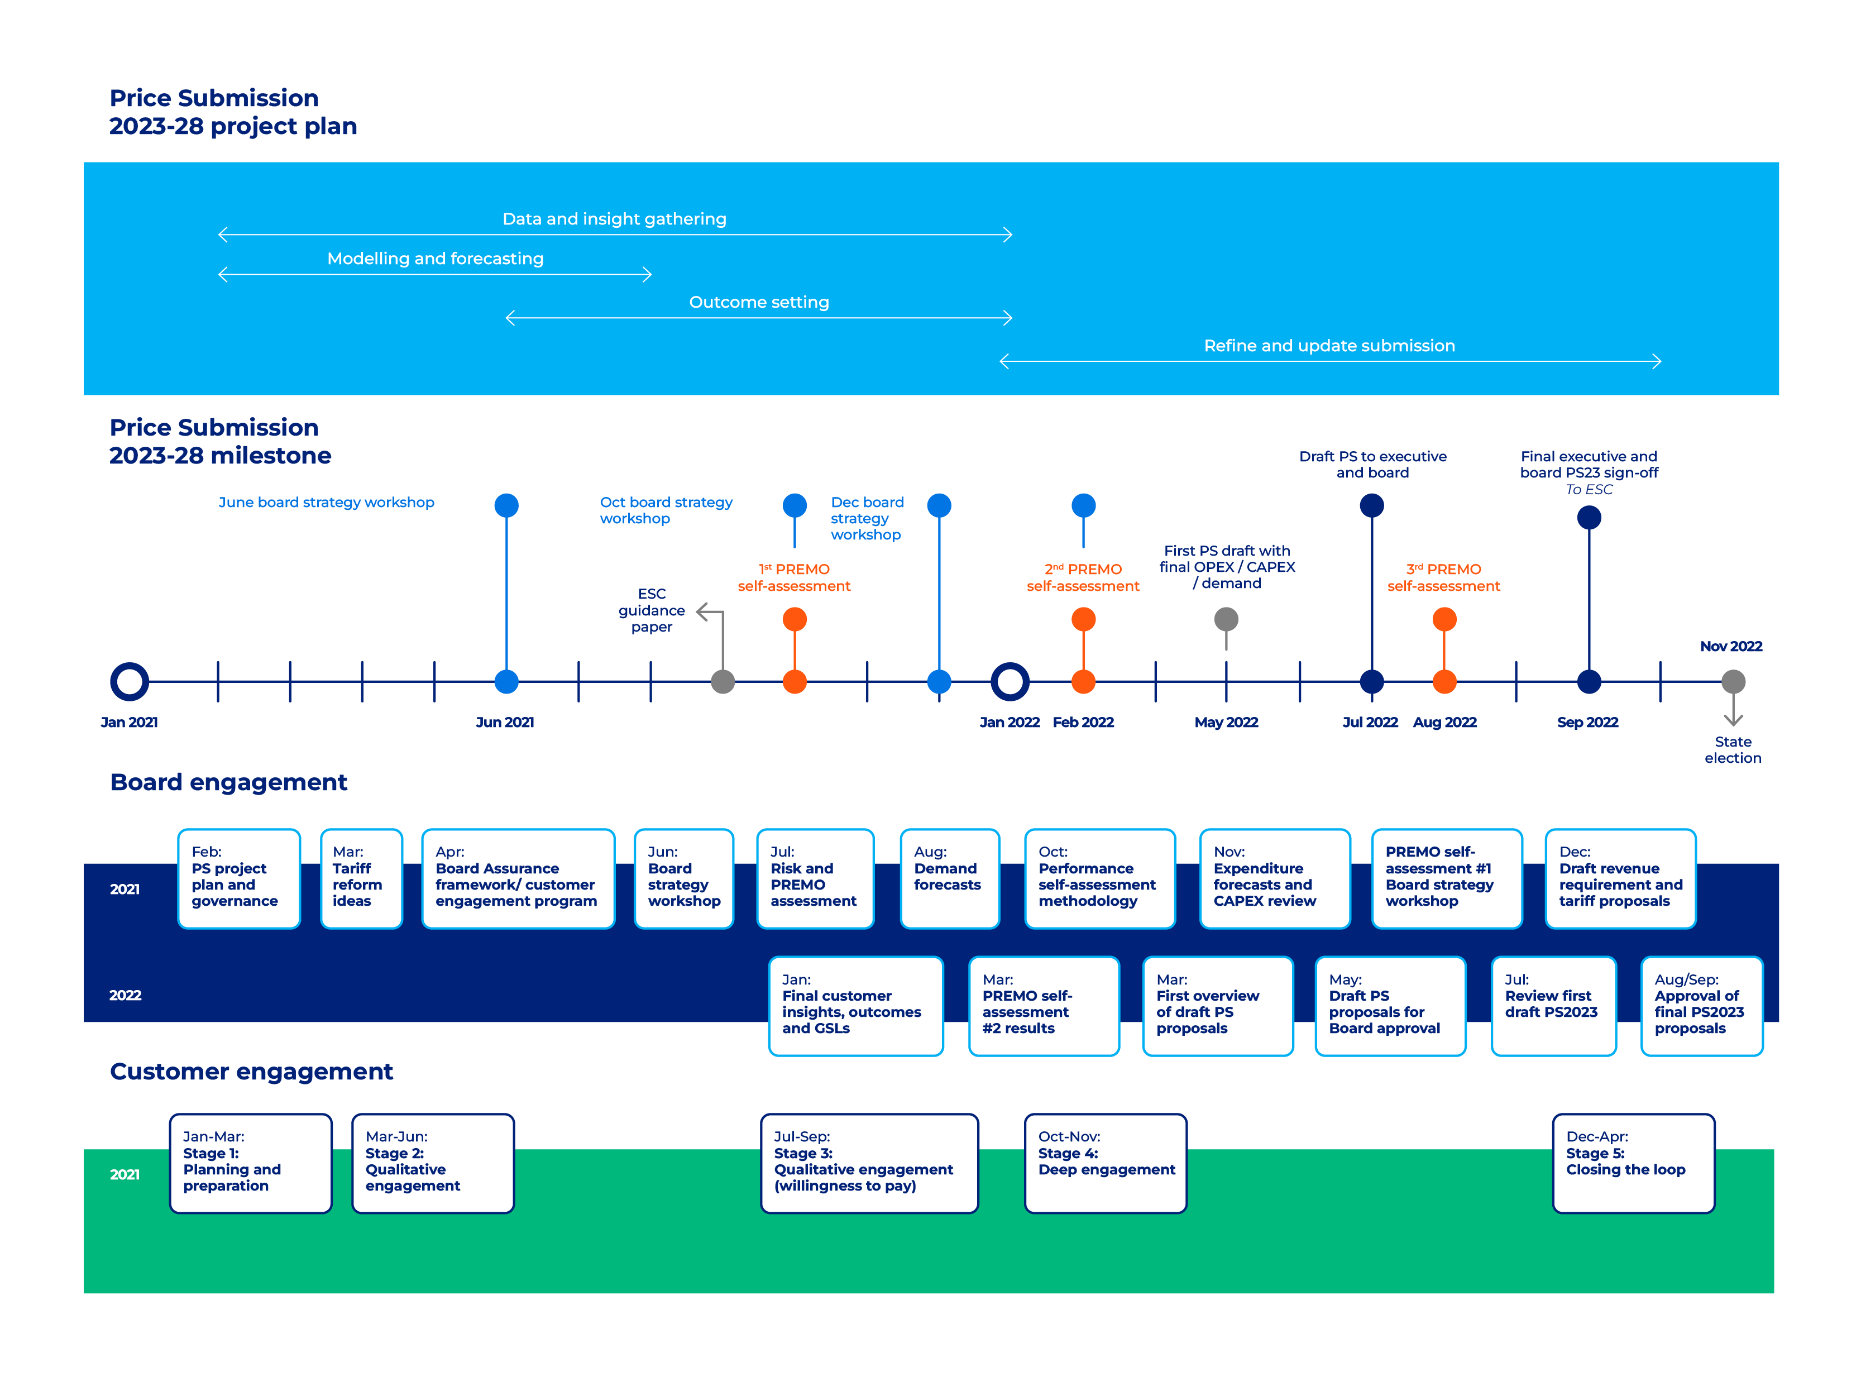 Price Submission
2023-28 project plan
Data and insight gathering
Modelling and forecasting
Outcome setting
Refine and update submission
Price Submission
2023-28 milestone
June board strategy workshop
Oct board strategy
workshop
Dec board
strategy
workshop
Draft PS to executive
and board
Final executive and
board PS23 sign-off
To ESC
ESC
guidance
paper
1st PREMO
self-assessment
2nd PREMO
self-assessment
First PS draft with
final OPEX / CAPEX
/ demand
3rd PREMO
self-assessment
Nov 2022
Jan 2021
Jun 2021
Jan 2022
Feb 2022
May 2022
Jul 2022
Aug 2022
Sep 2022
State
election
Board engagement
2021
Feb:
PS project
plan and
governance
Mar:
Tariff
reform
ideas
Apr:
Board Assurance
framework/ customer
engagement program
Jun:
Board
strategy
workshop
Jul:
Risk and
PREMO
assessment
Aug:
Demand
forecasts
Oct:
Performance
self-assessment
methodology
Nov:
Expenditure
forecasts and
CAPEX review
PREMO self-
assessment #1
Board strategy
workshop
Dec:
Draft revenue
requirement and
tariff proposals
2022
Jan:
Final customer
insights, outcomes
and GSLs
Mar:
PREMO self-
assessment
#2 results
Mar:
First overview
of draft PS
proposals
May:
Draft PS
proposals for
Board approval
Jul:
Review first
draft PS2023
Aug/Sep:
Approval of
final PS2023
proposals
Customer engagement
2021
Jan-Mar:
Stage 1:
Planning and
preparation
Mar-Jun:
Stage 2:
Qualitative
engagement
Jul-Sep:
Stage 3:
Qualitative engagement
(willingness to pay)
Oct-Nov:
Stage 4:
Deep engagement
Dec-Apr:
Stage 5:
Closing the loop